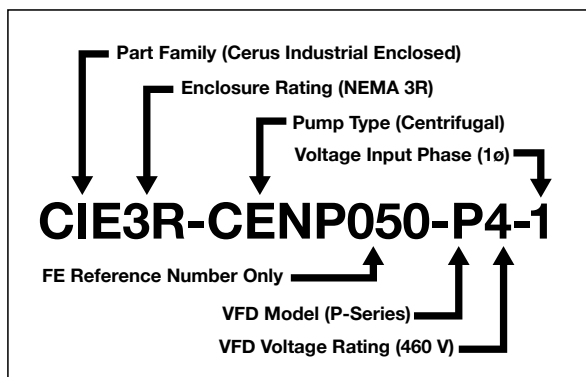 Part Family (Cerus Industrial Enclosed)
Enclosure Rating (NEMA 3R)
Pump Type (Centrifugal)
Voltage Input Phase (1ø)
CIE3R-CENP050-P4-1
FE Reference Number Only
VFD Model (P-Series)
VFD Voltage Rating (460 V)